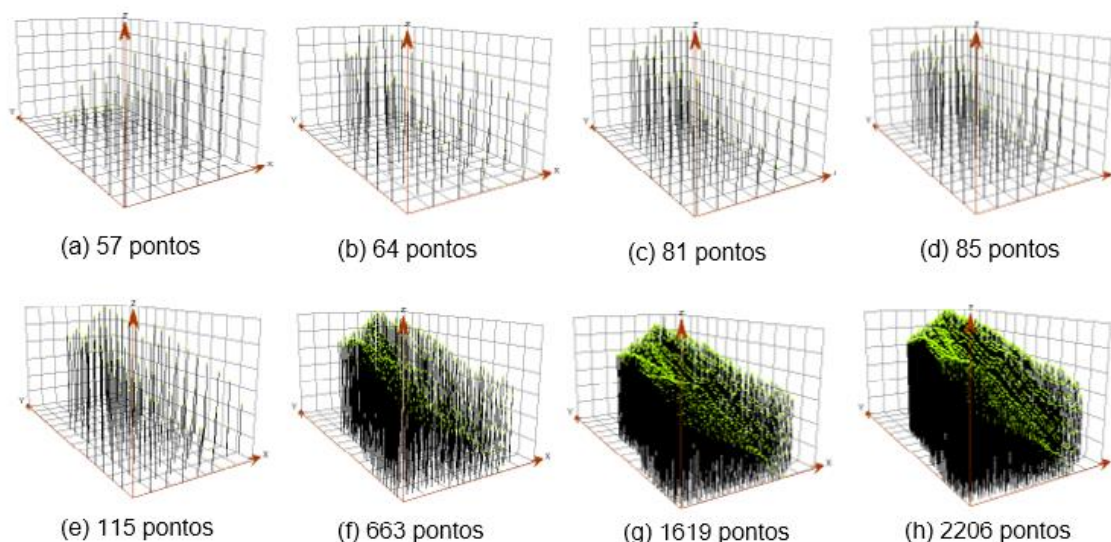 (a) 57 pontos
(b) 64 pontos
(c) 81 pontos
(d) 85 pontos
(e) 115 pontos
(f) 663 pontos
(g) 1619 pontos
(h) 2206 pontos